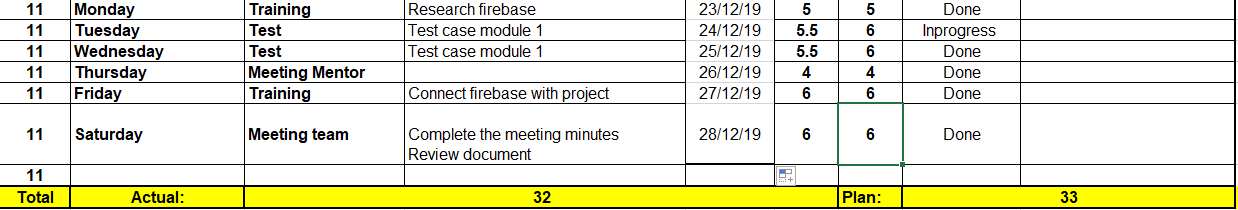 11 Monday Training Research firebase 23/12/19 5 5 Done
11 Tuesday Test Test case module 1 24/12/19 5.5 6 Inprogress
11 Wednesday Test Test case module 1 25/12/19 5.5 6 Done
11 Thursday Meeting Mentor 26/12/19 4 4 Done
11 Friday Training Connect firebase with project 27/12/19 6 6 Done
11 Saturday Meeting team Complete the meeting minutes 28/12/19 6 6 Done
Review document
11
Total Actual: 32 Plan: 33